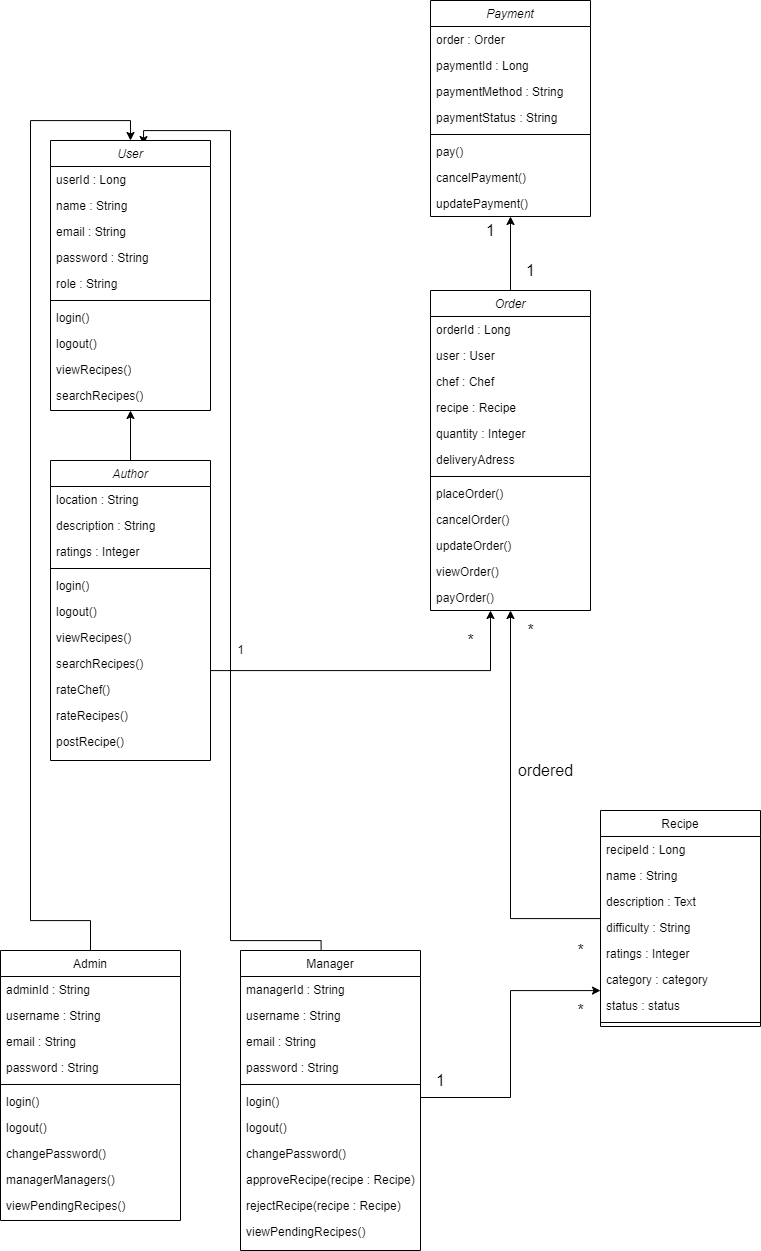 Payment
order : Order
paymentId : Long
paymentMethod : String
paymentStatus : String
pay()
cancelPayment()
updatePayment()
1
1
User
userId : Long
name : String
email : String
password : String
role : String
login()
logout()
viewRecipes()
searchRecipes()
Order
orderId : Long
user : User
chef : Chef
recipe : Recipe
quantity : Integer
deliveryAdress
placeOrder()
cancelOrder()
updateOrder()
viewOrder()
payOrder()
Author
location : String
description : String
ratings : Integer
login()
logout()
viewRecipes()
searchRecipes()
rateChef()
rateRecipes()
postRecipe()
1
*
*
ordered
Recipe
recipeId : Long
name : String
description : Text
difficulty : String
ratings : Integer
category : category
status : status
*
*
1
Admin
adminId : String
username : String
email : String
password : String
login()
logout()
changePassword()
managerManagers()
viewPendingRecipes()
Manager
managerId : String
username : String
email : String
password : String
login()
logout()
changePassword()
approveRecipe(recipe : Recipe)
rejectRecipe(recipe : Recipe)
viewPendingRecipes()